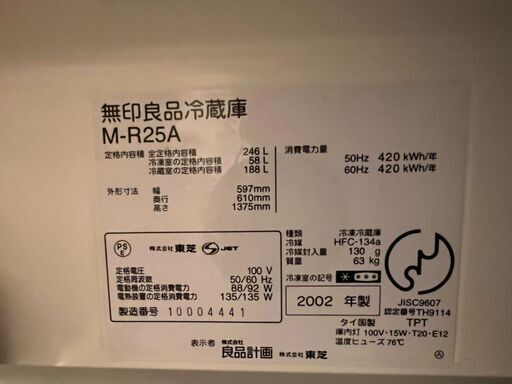 無印良品冷蔵庫
M-R25A
定格内容積 全定格内容積 246 L
冷凍室の定格内容積 58 L
冷蔵室の定格内容積 188 L
消費電力量
50Hz 420 kWh/年
60Hz 420 kWh/年
外形寸法 幅 597mm
奥行 610mm
高さ 1375mm
PS
E
株式会社 東芝 S JET
定格電圧 100 V
定格周波数 50/60 Hz
電動機の定格消費電力 88/92 W
電熱装置の定格消費電力 135/135 W
製造番号 10004441
種類 冷凍冷蔵庫
冷媒 HFC-134a
冷媒封入量 130 g
質量 63 kg
冷凍室の記号
2002 年製
JISC9607
認定番号TH9114
タイ国製 TPT
庫内灯 100V・15W・T20・E12
温度ヒューズ 76℃
表示者 株式会社 良品計画 株式会社 東芝
A